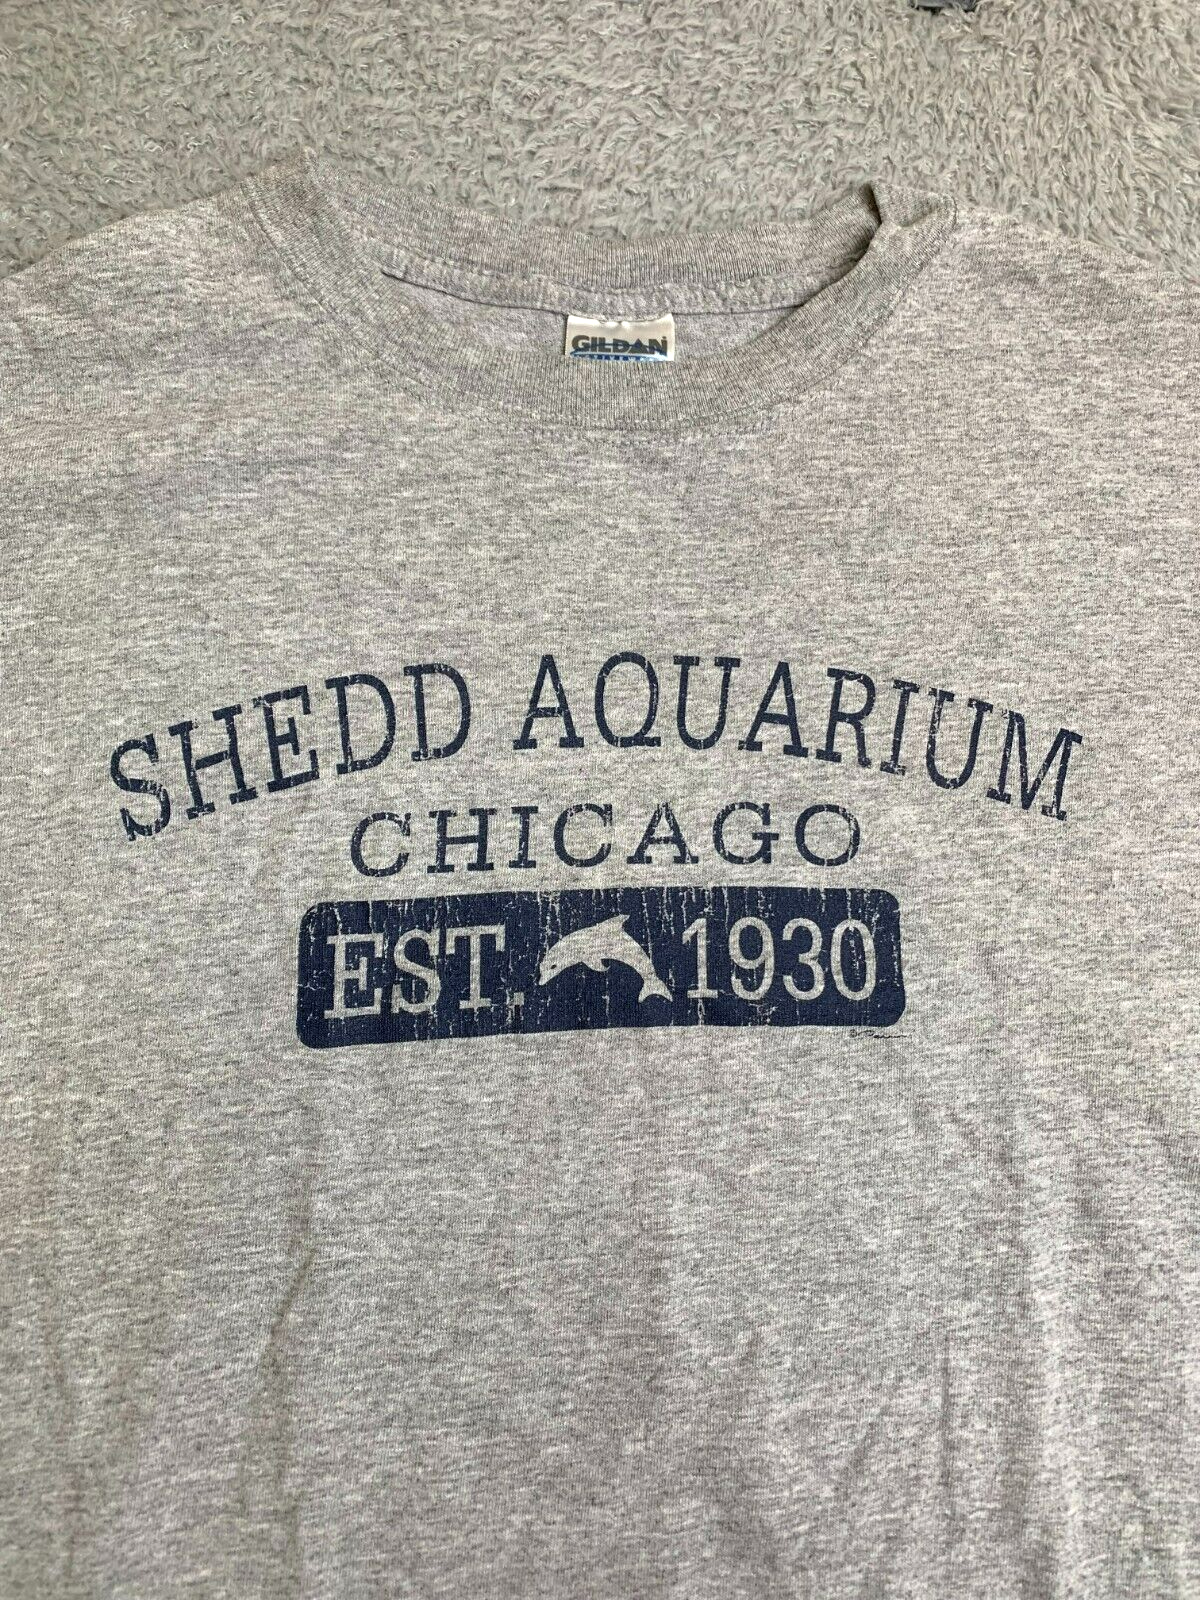 GILDAN
SHEDD AQUARIUM
CHICAGO
EST. 1930
©